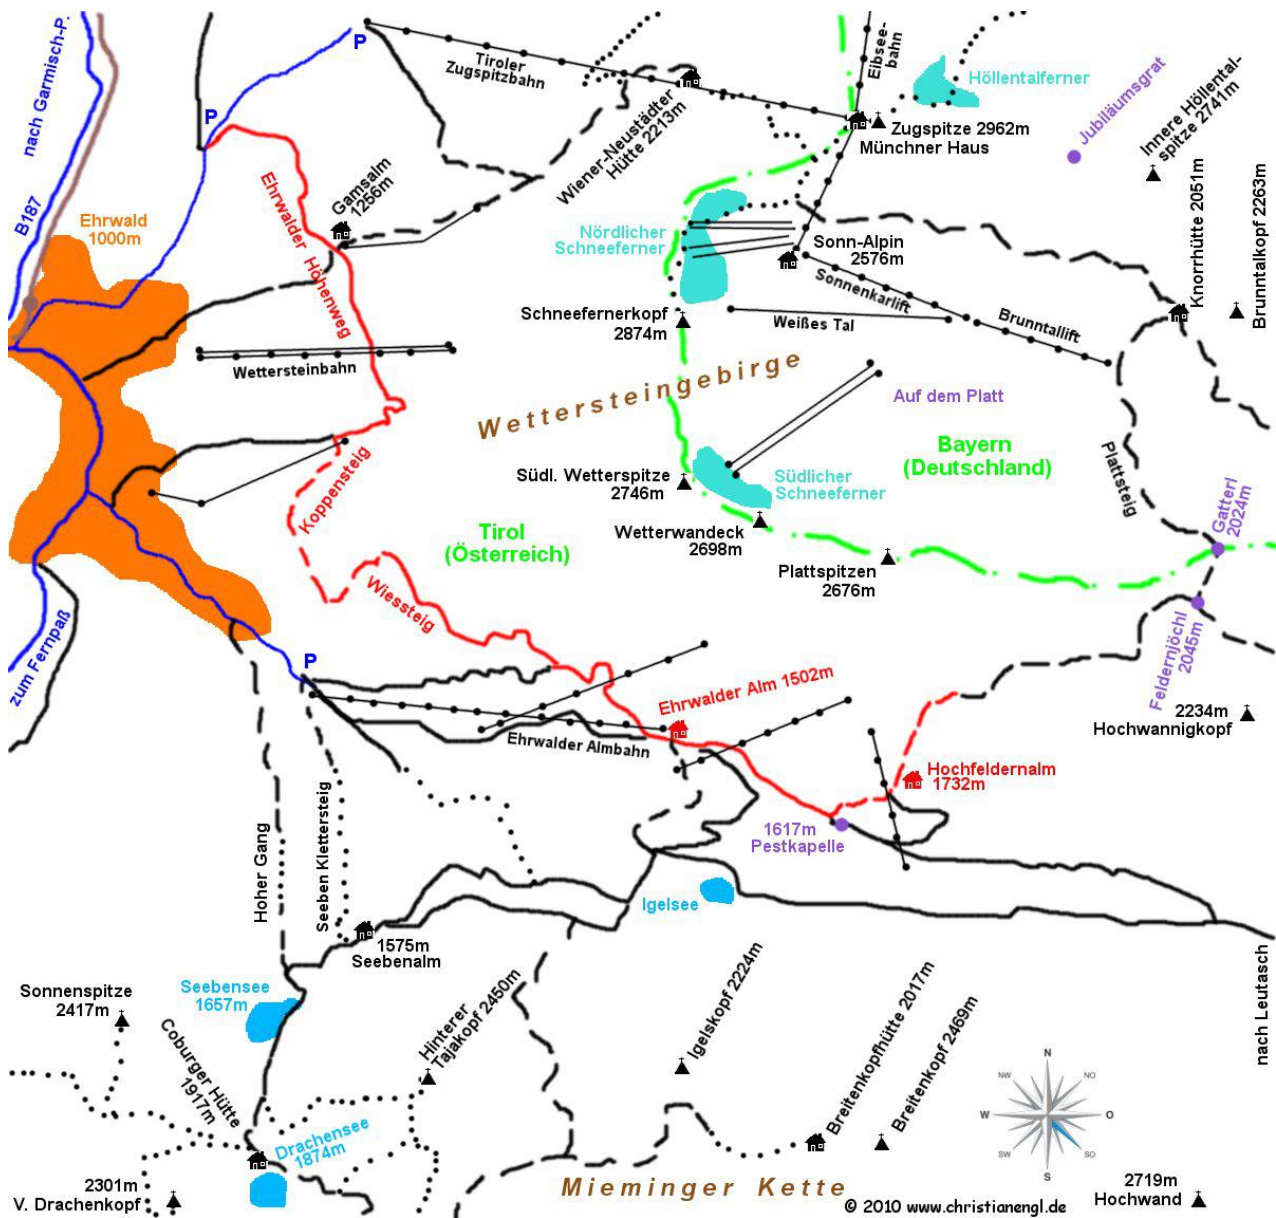 nach Garmisch-P.
B187
P
P
Tiroler
Zugspitzbahn
Eibsee-
bahn
Höllentalferner
Jubiläumsgrat
Innere Höllental-
spitze 2741m
Wiener-Neustädter
Hütte 2213m
Zugspitze 2962m
Münchner Haus
Knorrhütte 2051m
Brunntalkopf 2263m
Ehrwald
1000m
Gamsalm
1256m
Ehrwalder Höhenweg
Nördlicher
Schneeferner
Sonn-Alpin
2576m
Sonnenkarlift
Brunntallift
Schneefernerkopf
2874m
Weißes Tal
Wettersteinbahn
Wettersteingebirge
Auf dem Platt
Bayern
(Deutschland)
Plattsteig
Koppensteig
Südl. Wetterspitze
2746m
Südlicher
Schneeferner
Gatterl
2024m
Tirol
(Österreich)
Wetterwandeck
2698m
Plattspitzen
2676m
Wiessteig
zum Fernpaß
P
Feldernjöchl
2045m
Ehrwalder Alm 1502m
2234m
Hochwannigkopf
Ehrwalder Almbahn
Hochfeldernalm
1732m
1617m
Pestkapelle
Hoher Gang
Seeben Klettersteig
Igelsee
1575m
Seebenalm
nach Leutasch
Seebensee
1657m
Sonnenspitze
2417m
Coburger Hütte
1917m
Hinterer
Tajakopf 2450m
Igelskopf 2224m
Breitenkopfhütte 2017m
Breitenkopf 2469m
N
NW
NO
W
O
SW
SO
S
Drachensee
1874m
2301m
V. Drachenkopf
Mieminger Kette
2719m
Hochwand
© 2010 www.christianengl.de